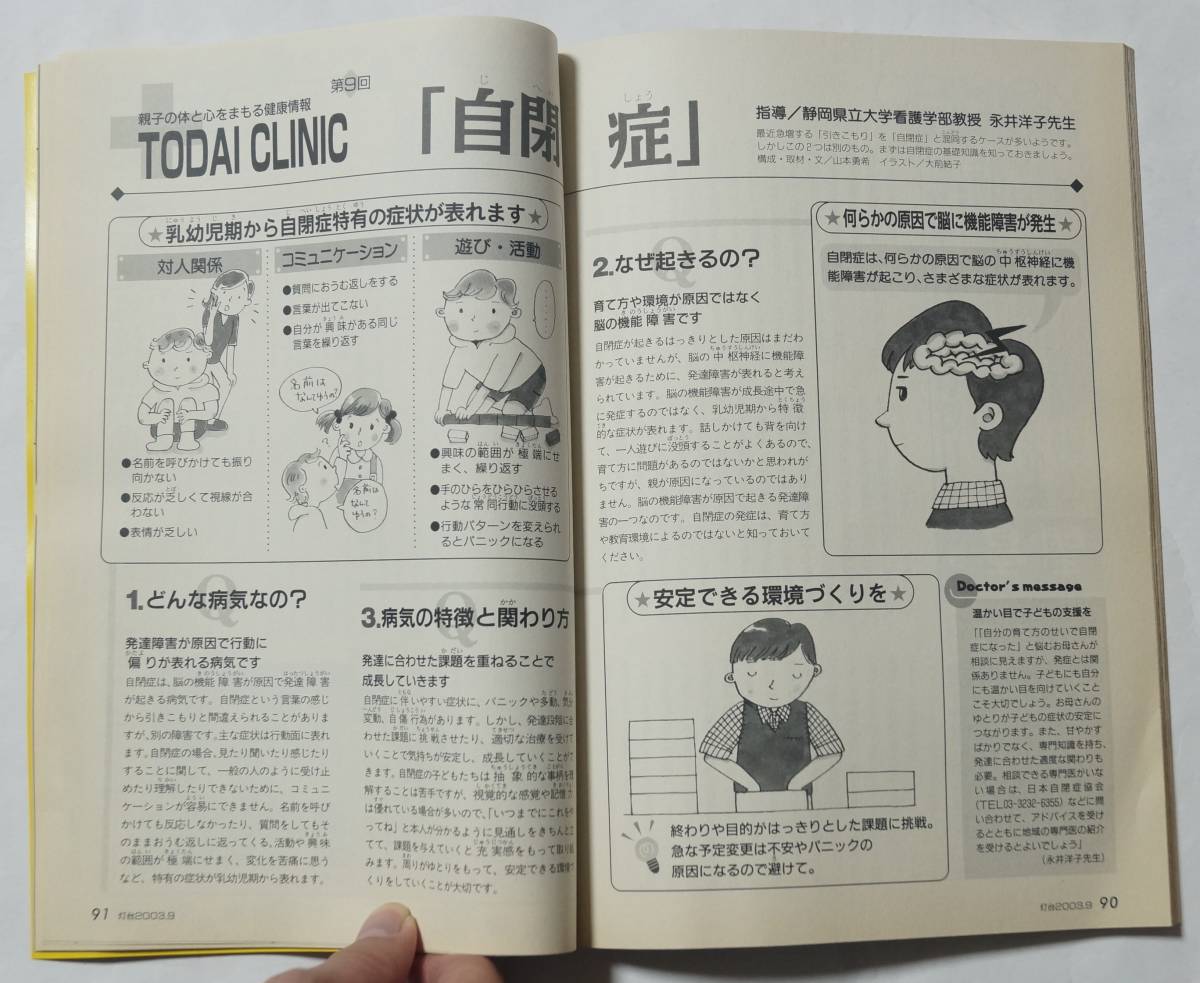 第9回
親子の体と心をまもる健康情報
TODAI CLINIC
「自閉症」
指導/静岡県立大学看護学部教授 永井洋子先生
最近急増する「引きこもり」を「自閉症」と混同するケースが多いようです。
しかしこの2つは別のもの。まずは自閉症の基礎知識を知っておきましょう。
構成・取材・文/山本勇希 イラスト/大前結子
★乳幼児期から自閉症特有の症状が表れます★
対人関係
●名前を呼びかけても振り
向かない
●反応が乏しくて視線が合
わない
●表情が乏しい
コミュニケーション
●質問におうむ返しをする
●言葉が出てこない
●自分が興味がある同じ
言葉を繰り返す
名前は
なんてゆうの?
名前は
なんて
ゆうの?
遊び・活動
●興味の範囲が極端にせ
まく、繰り返す
●手のひらをひらひらさせる
ような常同行動に没頭する
●行動パターンを変えられ
るとパニックになる
1.どんな病気なの?
発達障害が原因で行動に
偏りが表れる病気です
自閉症は、脳の機能障害が原因で発達障害
が起きる病気です。自閉症という言葉の感じ
から引きこもりと間違えられることがありま
すが、別の障害です。主な症状は行動面に表れ
ます。自閉症の場合、見たり聞いたり感じたり
することに関して、一般の人のように受け止
めたり理解したりできないために、コミュニ
ケーションが容易にできません。名前を呼び
かけても反応しなかったり、質問をしてもそ
のままおうむ返しに返ってくる。活動や興味
の範囲が極端にせまく、変化を苦痛に思う
など、特有の症状が乳幼児期から表れます。
2.なぜ起きるの?
育て方や環境が原因ではなく
脳の機能障害です
自閉症が起きるはっきりとした原因はまだわ
かっていませんが、脳の中枢神経に機能障
害が起きるために、発達障害が表れると考え
られています。脳の機能障害が成長途中で急
に発症するのではなく、乳幼児期から特徴
的な症状が表れます。話しかけても背を向け
て、一人遊びに没頭することがよくあるので、
育て方に問題があるのではないかと思われが
ちですが、親が原因になっているのではあり
ません。脳の機能障害が原因で起きる発達障
害の一つなのです。自閉症の発症は、育て方
や教育環境によるのではないと知っておいて
ください。
★何らかの原因で脳に機能障害が発生★
自閉症は、何らかの原因で脳の中枢神経に機
能障害が起こり、さまざまな症状が表れます。
3.病気の特徴と関わり方
発達に合わせた課題を重ねることで
成長していきます
自閉症に伴いやすい症状に、パニックや多動、気分
変動、自傷行為があります。しかし、発達段階に合
わせた課題に挑戦させたり、適切な治療を受けて
いくことで気持ちが安定し、成長していくことがで
きます。自閉症の子どもたちは抽象的な事柄を理
解することは苦手ですが、視覚的な感覚や記憶力
は優れている場合が多いので、「いつまでにこれをや
ってね」と本人が分かるように見通しをきちんと立
てて、課題を与えていくと充実感をもって取り組
みます。周りがゆとりをもって、安定できる環境づ
くりをしていくことが大切です。
★安定できる環境づくりを★
終わりや目的がはっきりとした課題に挑戦。
急な予定変更は不安やパニックの
原因になるので避けて。
Doctor's message
温かい目で子どもの支援を
「「自分の育て方のせいで自閉
症になった」と悩むお母さんが
相談に見えますが、発症とは関
係ありません。子どもにも自分
にも温かい目を向けていくこと
こそ大切でしょう。お母さんの
ゆとりが子どもの症状の安定に
つながります。また、甘やかす
ばかりでなく、専門知識を持ち、
発達に合わせた適度な関わりも
必要。相談できる専門医がいな
い場合は、日本自閉症協会
(TEL03-3232-6355)などに問
い合わせて、アドバイスを受け
るとともに地域の専門医の紹介
を受けるとよいでしょう」
(永井洋子先生)
91 灯台2003.9
灯台2003.9 90